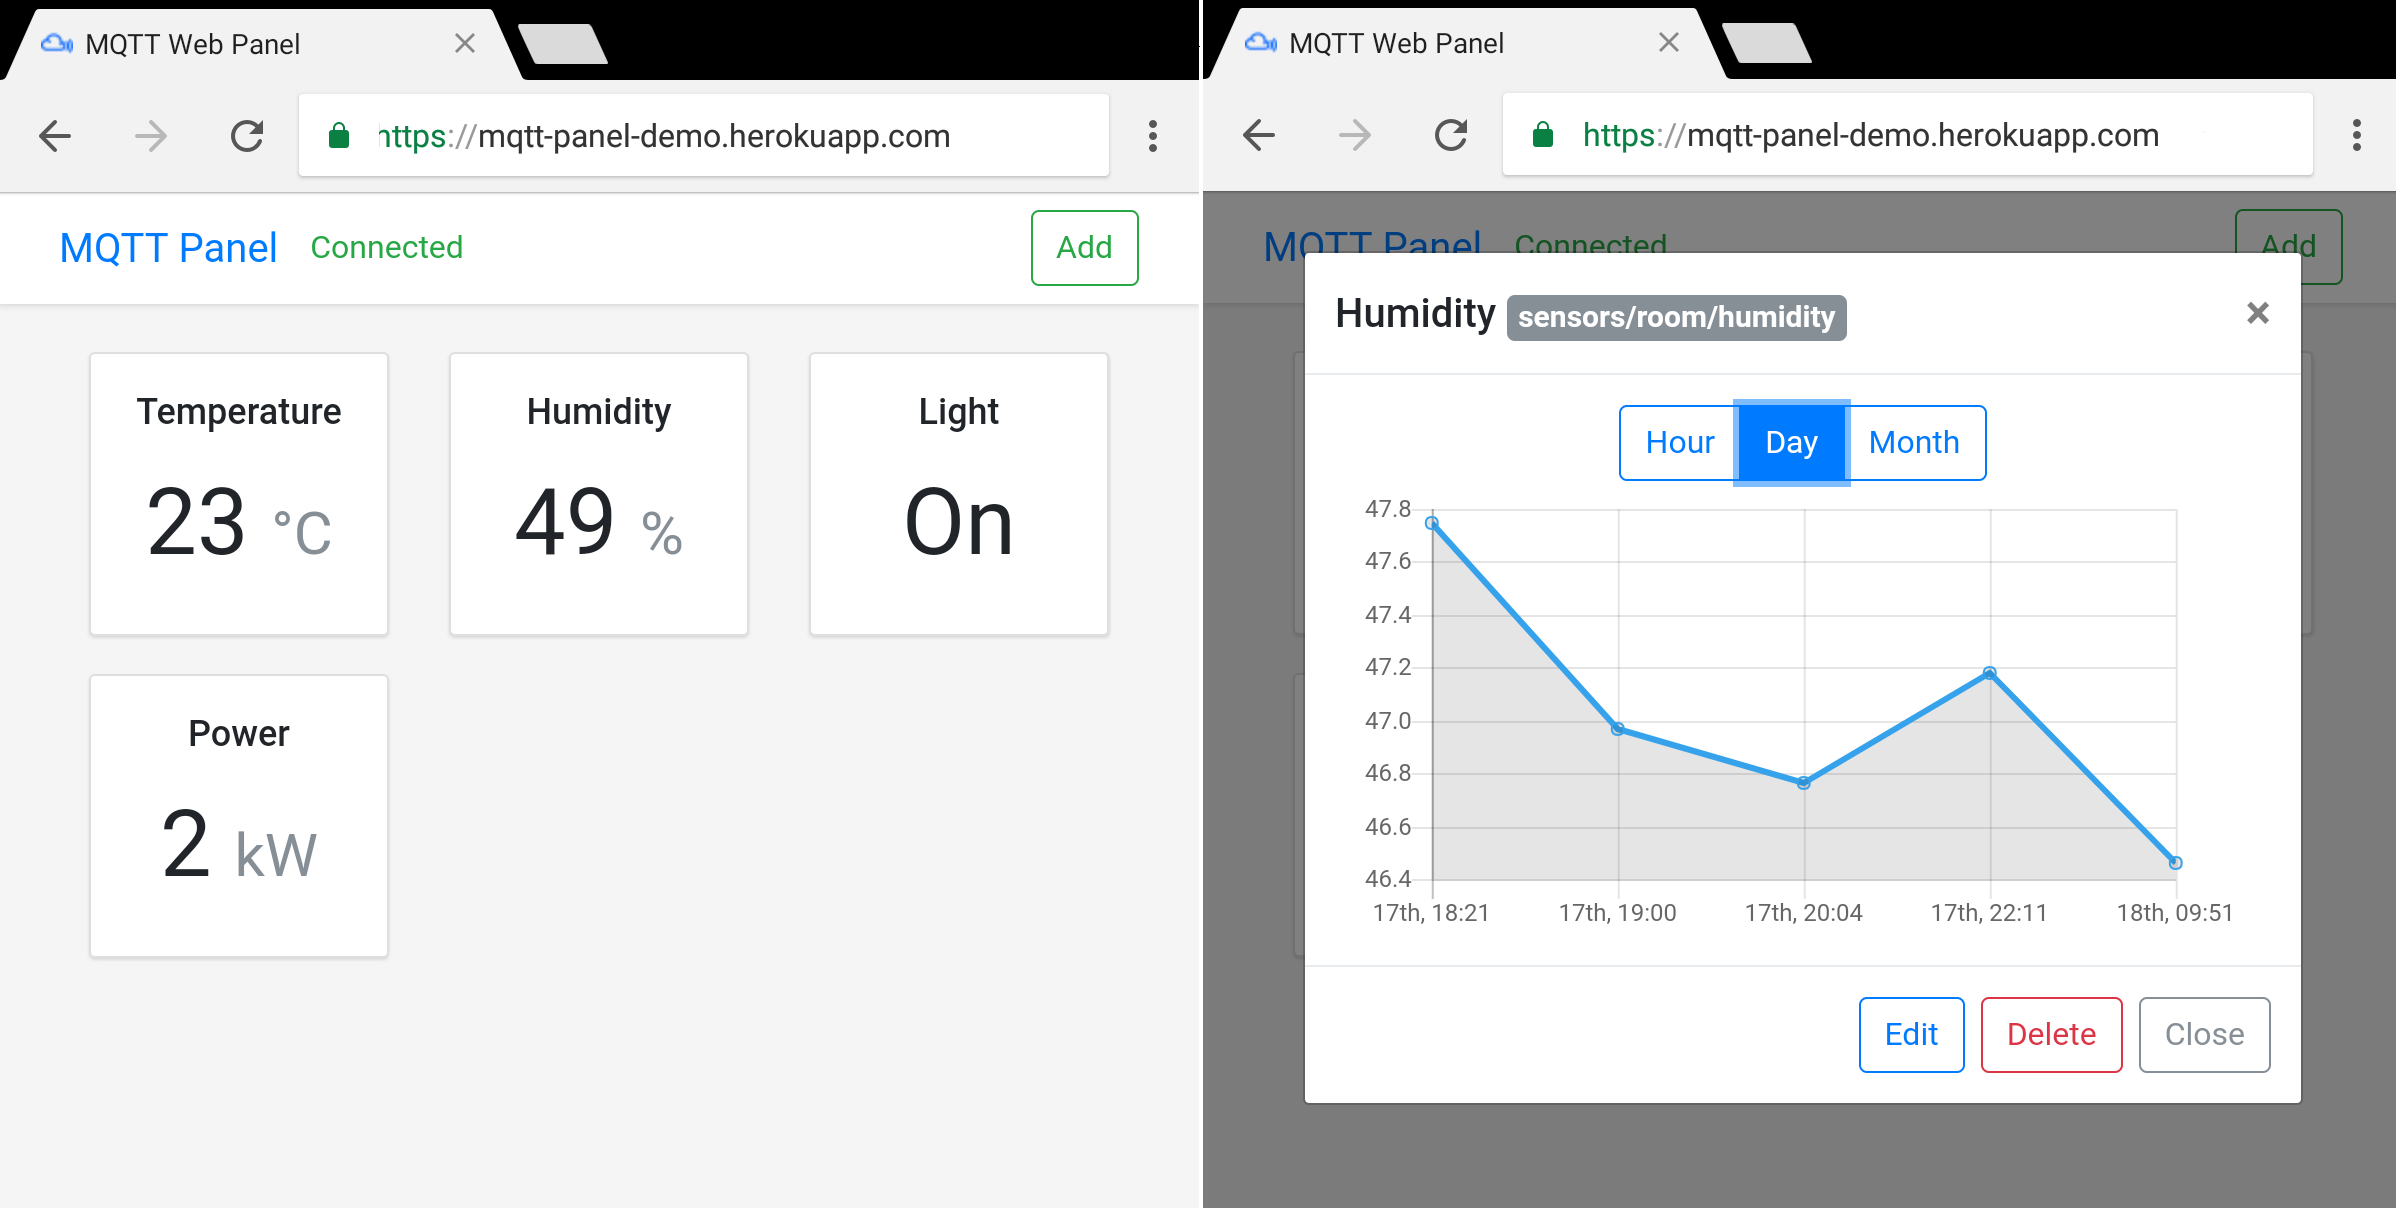 MQTT Web Panel
https://mqtt-panel-demo.herokuapp.com
MQTT Panel Connected Add
Temperature
23 °C
Humidity
49 %
Light
On
Power
2 kW
MQTT Web Panel
https://mqtt-panel-demo.herokuapp.com
MQTT Panel Connected Add
Humidity sensors/room/humidity ×
Hour Day Month
47.8
47.6
47.4
47.2
47.0
46.8
46.6
46.4
17th, 18:21 17th, 19:00 17th, 20:04 17th, 22:11 18th, 09:51
Edit Delete Close